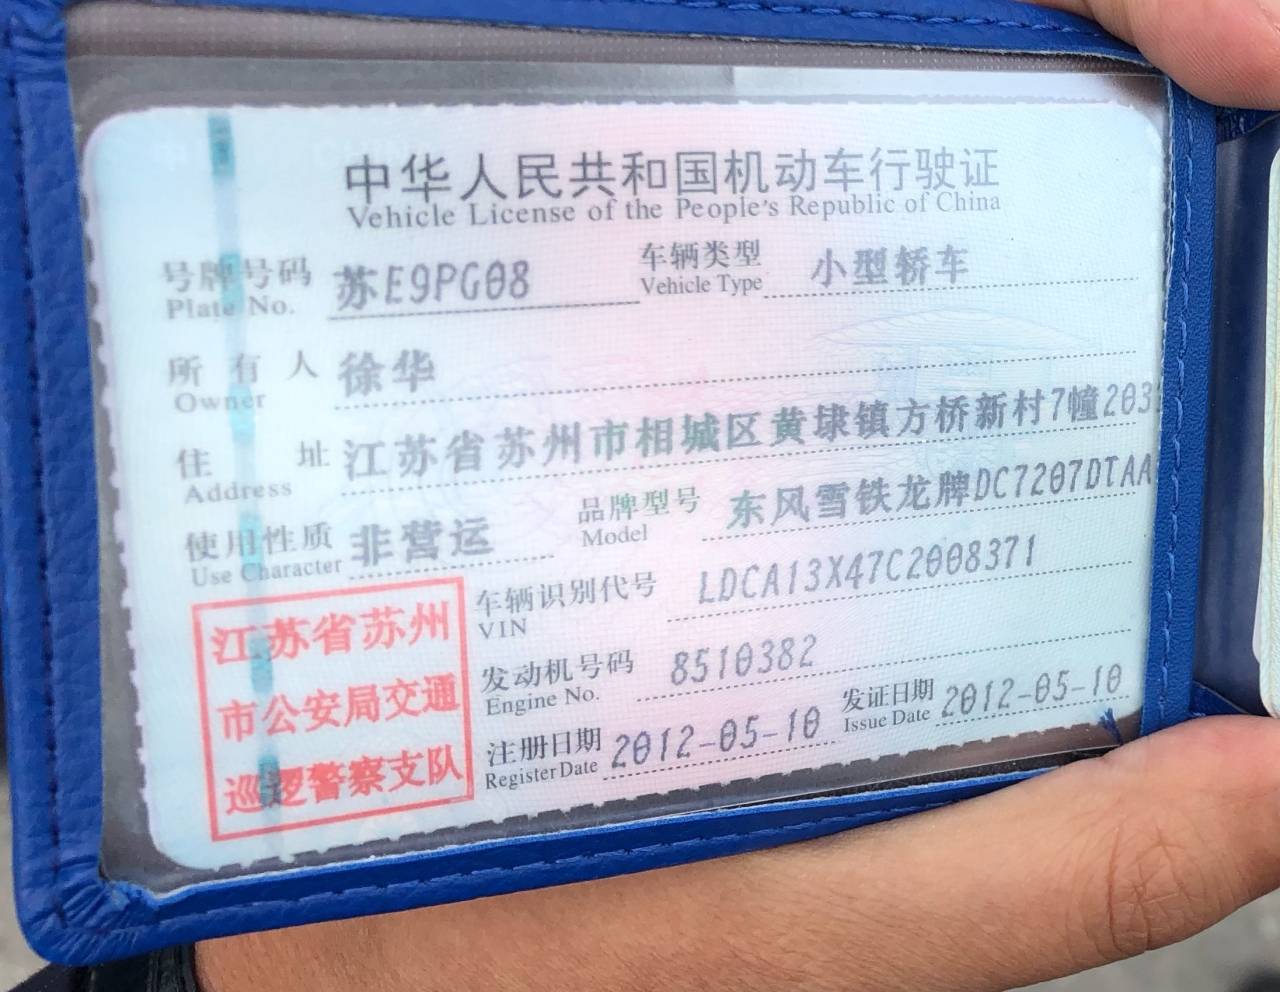 中华人民共和国机动车行驶证
Vehicle License of the People's Republic of China
号牌号码 苏E9PG08 车辆类型 小型轿车
Plate No. Vehicle Type
所有人 徐华
Owner
住址 江苏省苏州市相城区黄埭镇方桥新村7幢203
Address
使用性质 非营运 品牌型号 东风雪铁龙牌DC7207DTAA
Use Character Model
江苏省苏州
市公安局交通
巡逻警察支队
车辆识别代号 LDCA13X47C2008371
VIN
发动机号码 8510382
Engine No.
注册日期 2012-05-10 发证日期 2012-05-10
Register Date Issue Date